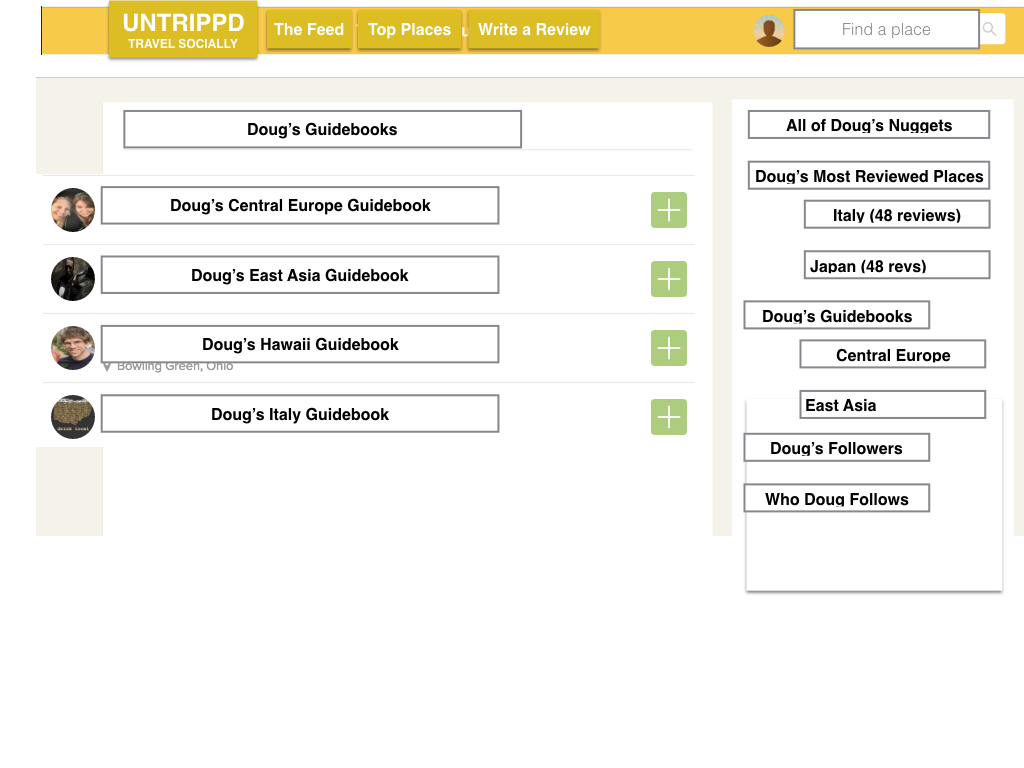 UNTRIPPD
TRAVEL SOCIALLY
The Feed
Top Places
Write a Review
Find a place
Doug’s Guidebooks
Doug’s Central Europe Guidebook
Doug’s East Asia Guidebook
Doug’s Hawaii Guidebook
Bowling Green, Ohio
Doug’s Italy Guidebook
All of Doug’s Nuggets
Doug’s Most Reviewed Places
Italy (48 reviews)
Japan (48 revs)
Doug’s Guidebooks
Central Europe
East Asia
Doug’s Followers
Who Doug Follows